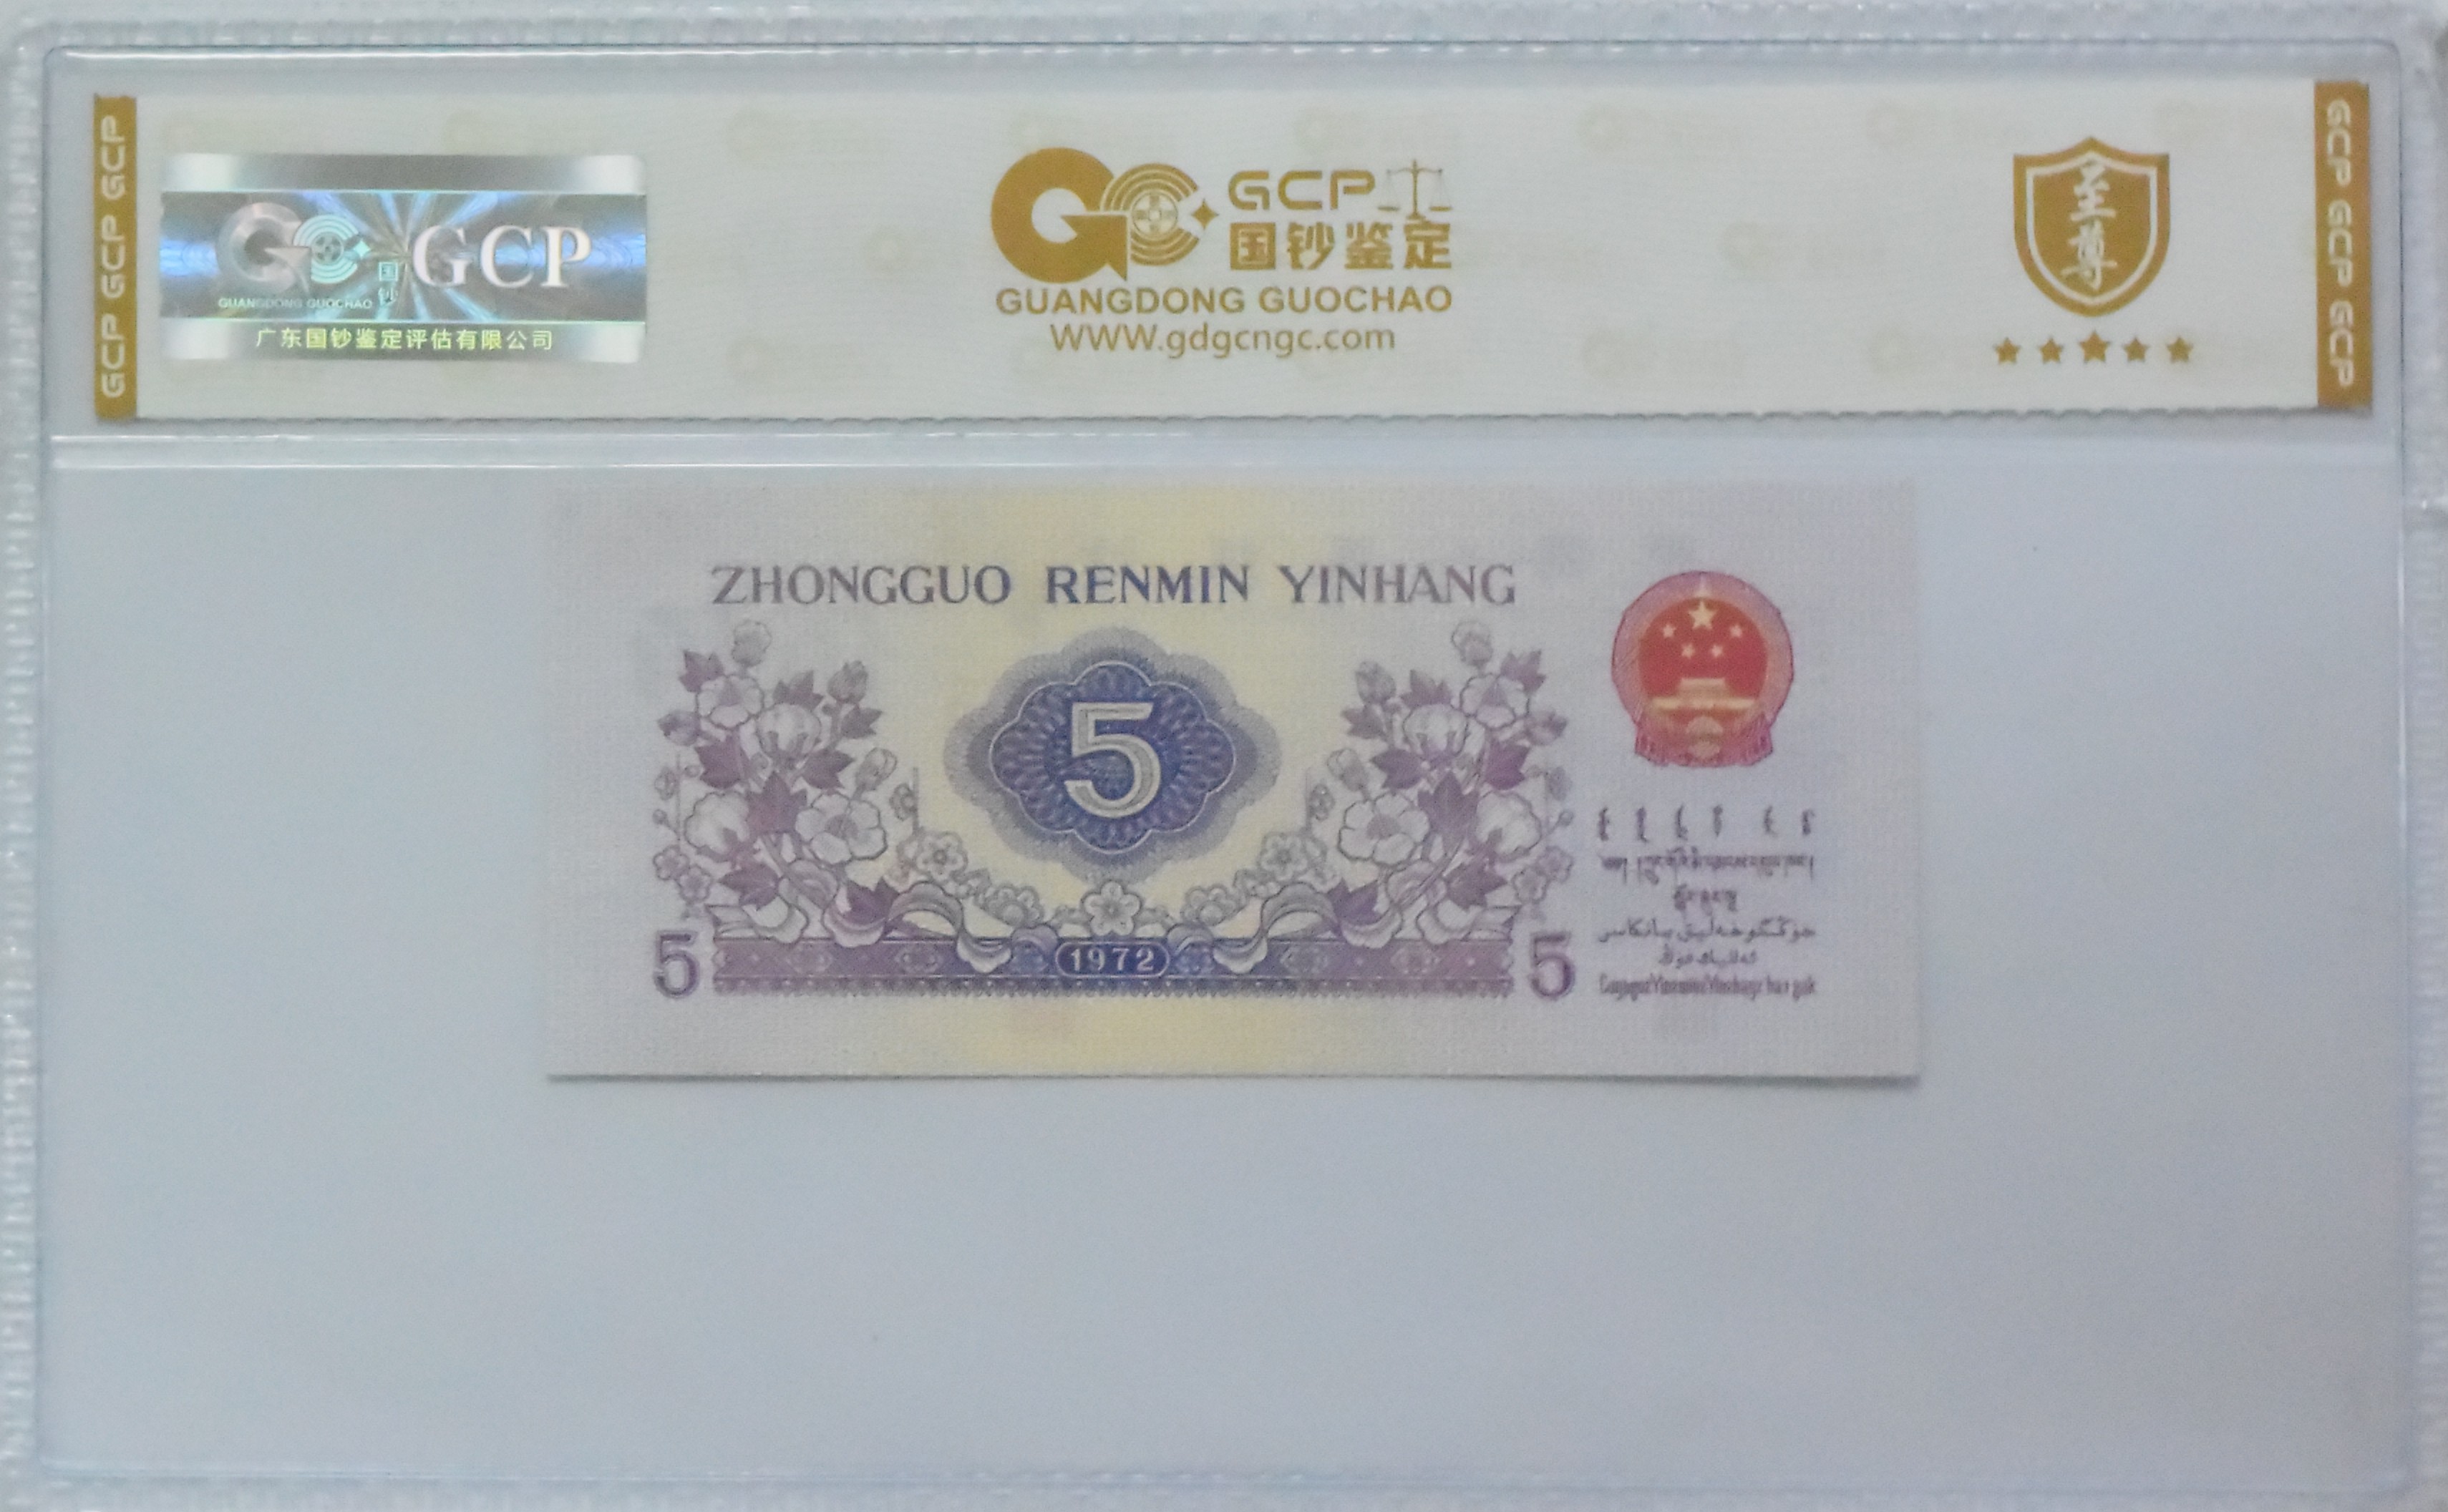 GCP GCP GCP
国钞 GCP
GUANGDONG GUOCHAO
广东国钞鉴定评估有限公司
GCP
国钞鉴定
GUANGDONG GUOCHAO
WWW.gdgcngc.com
至尊
GCP GCP GCP
ZHONGGUO RENMIN YINHANG
5
5
1972
5